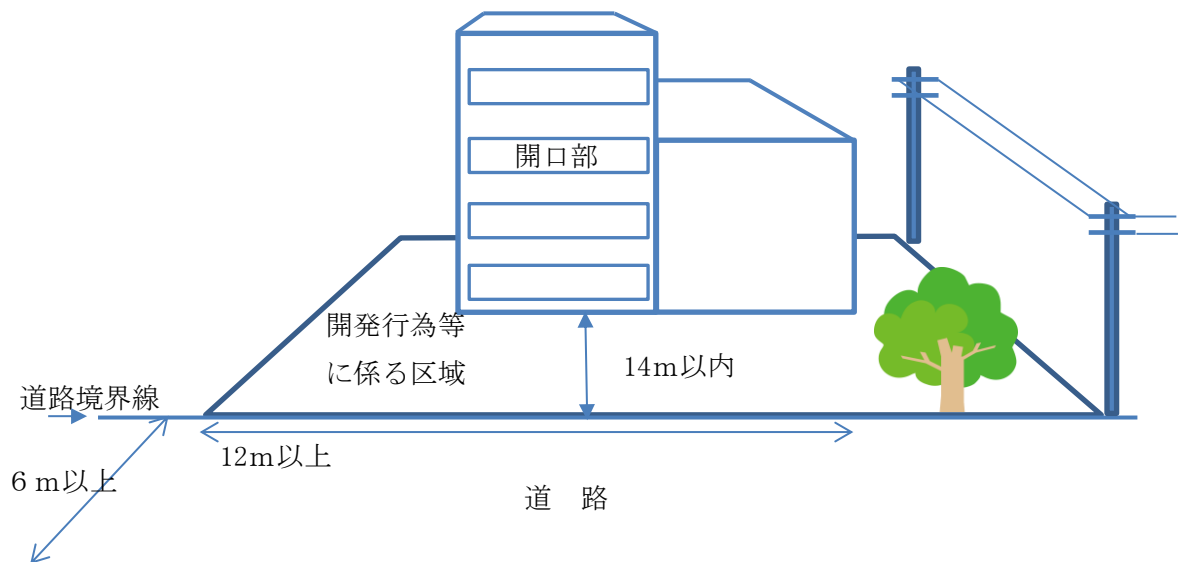 開口部
開発行為等
に係る区域
14m以内
道路境界線
12m以上
６m以上
道　路